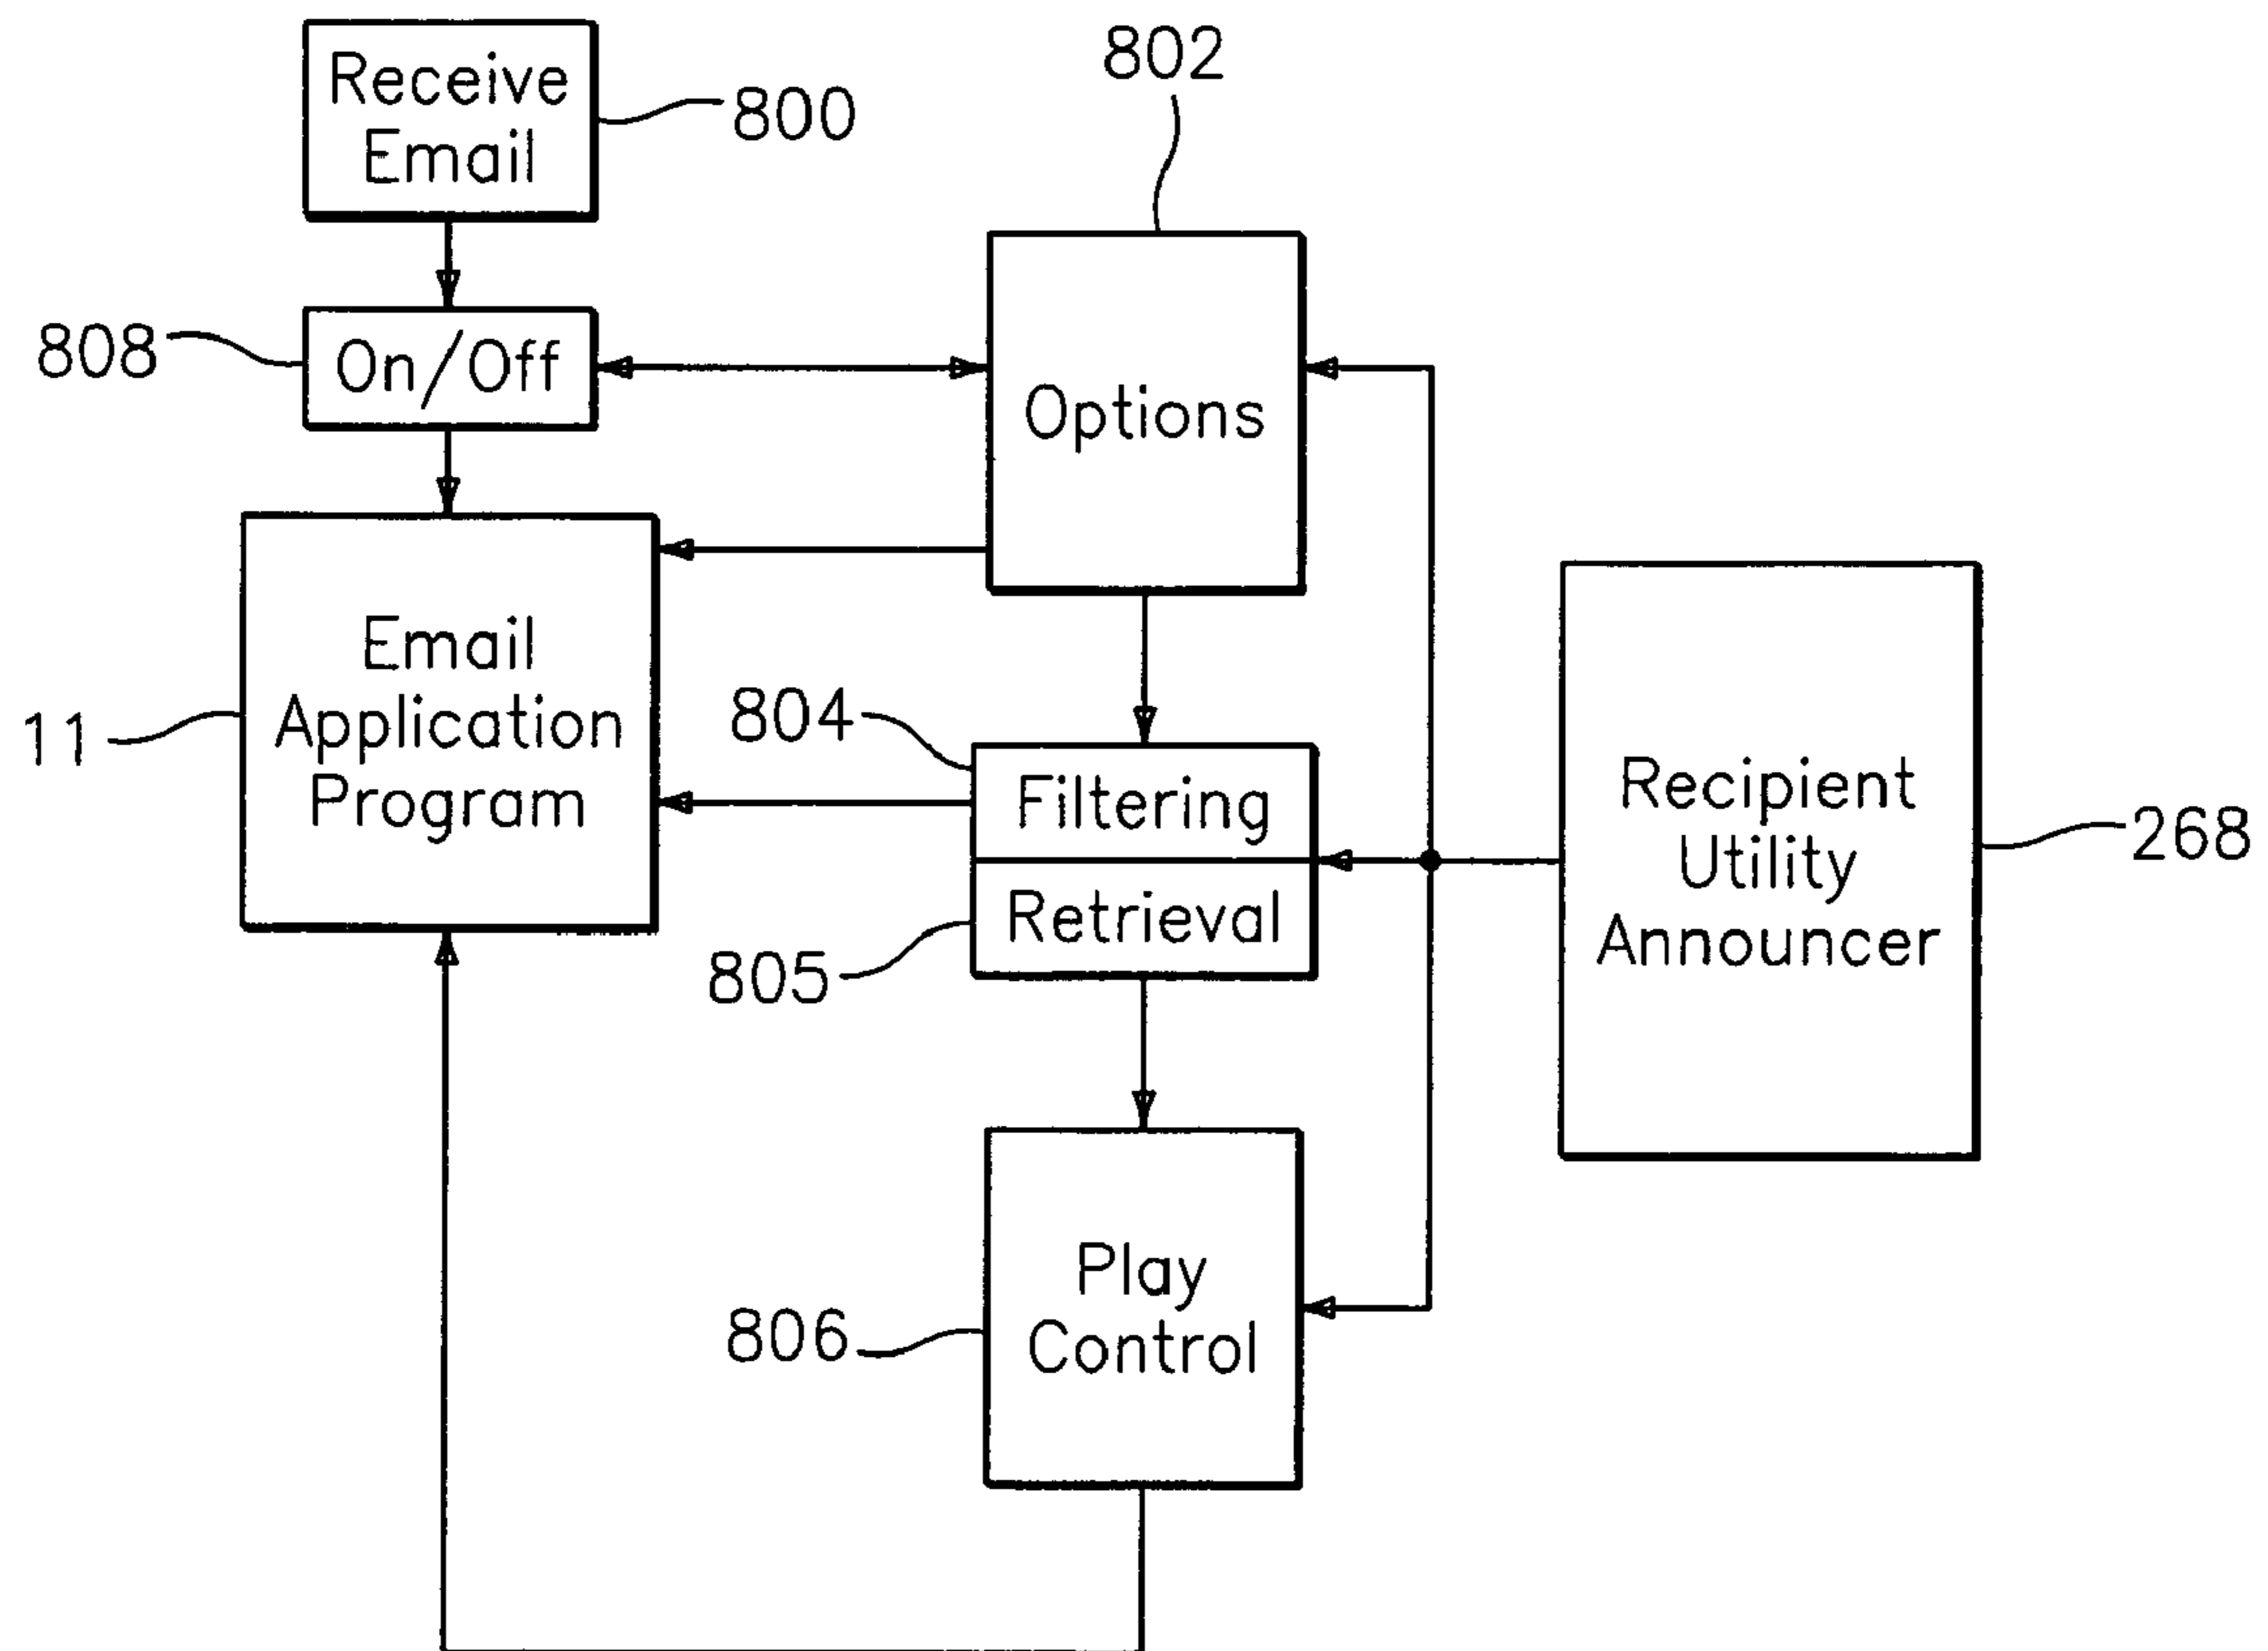 Receive
Email
800
802
808
On/Off
Options
Email
Application
Program
11
804
Filtering
Retrieval
805
Recipient
Utility
Announcer
268
Play
Control
806